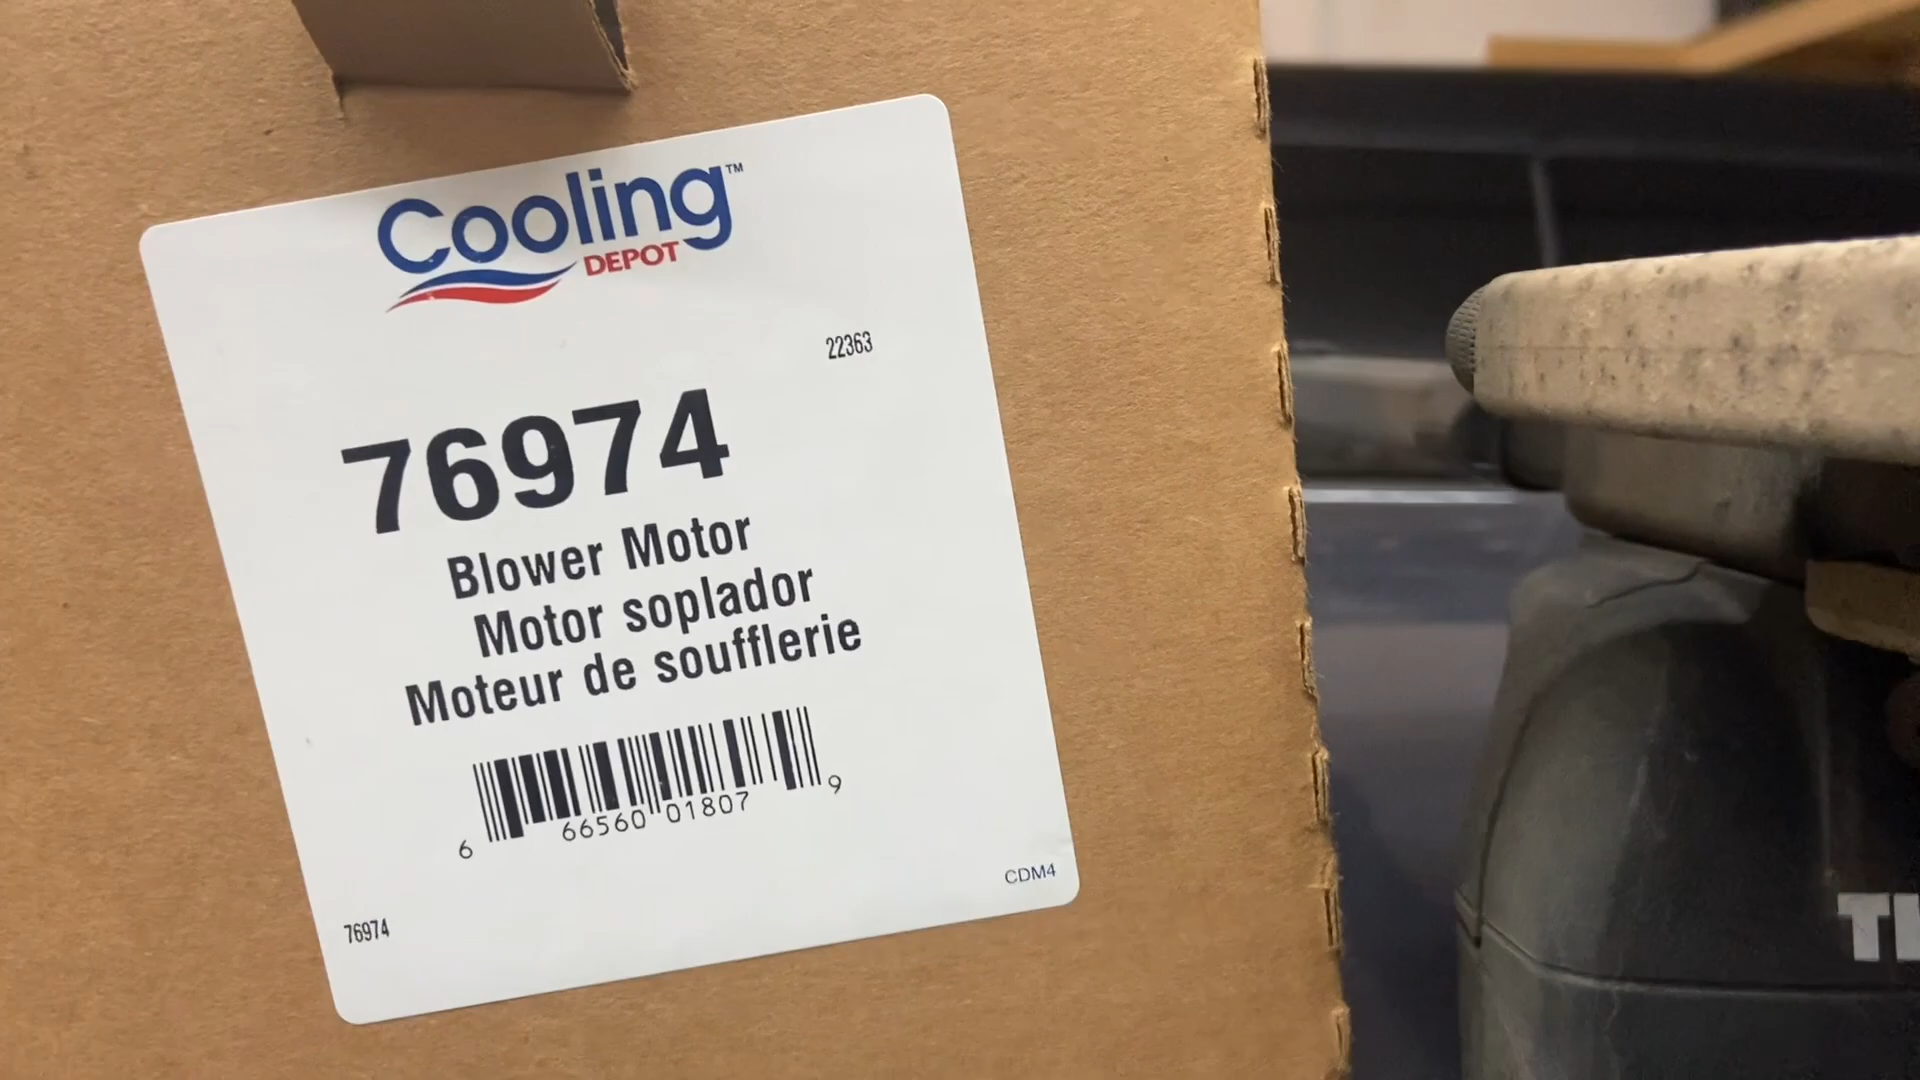 Cooling™
DEPOT
22363
76974
Blower Motor
Motor soplador
Moteur de soufflerie
6 66560 01807 9
CDM4
76974